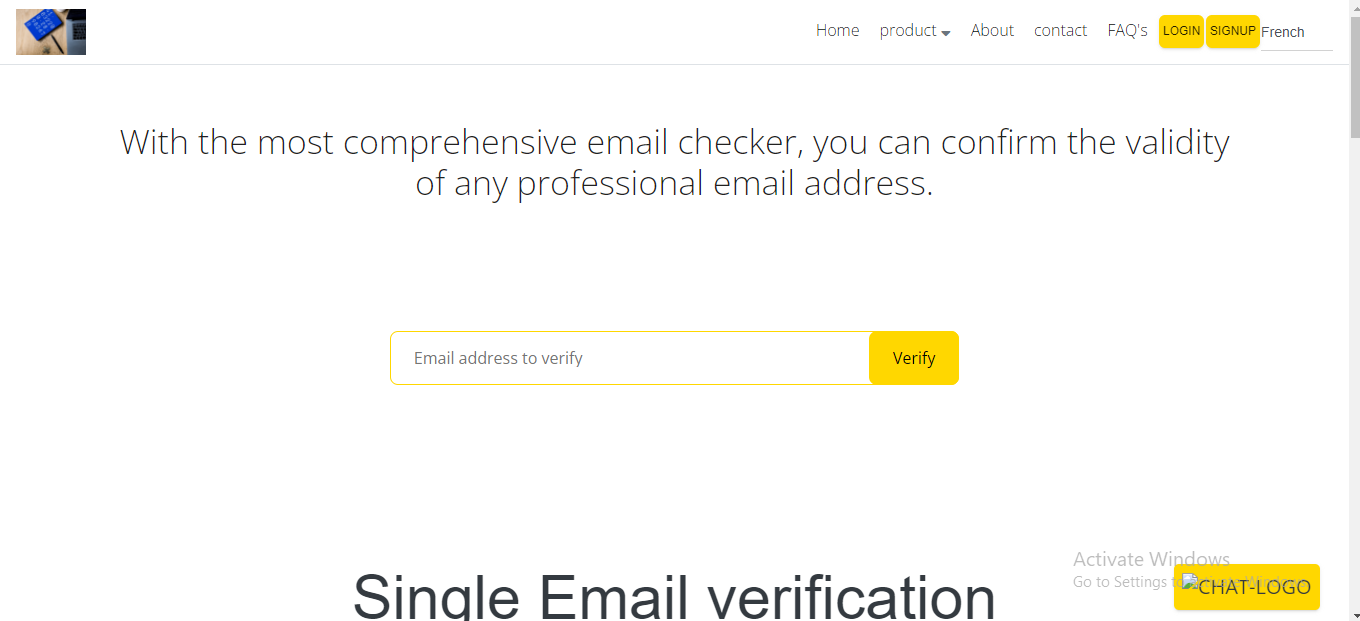 Home product About contact FAQ's LOGIN SIGNUP French
With the most comprehensive email checker, you can confirm the validity
of any professional email address.
Email address to verify Verify
Single Email verification
Activate Windows
Go to Settings to
CHAT-LOGO